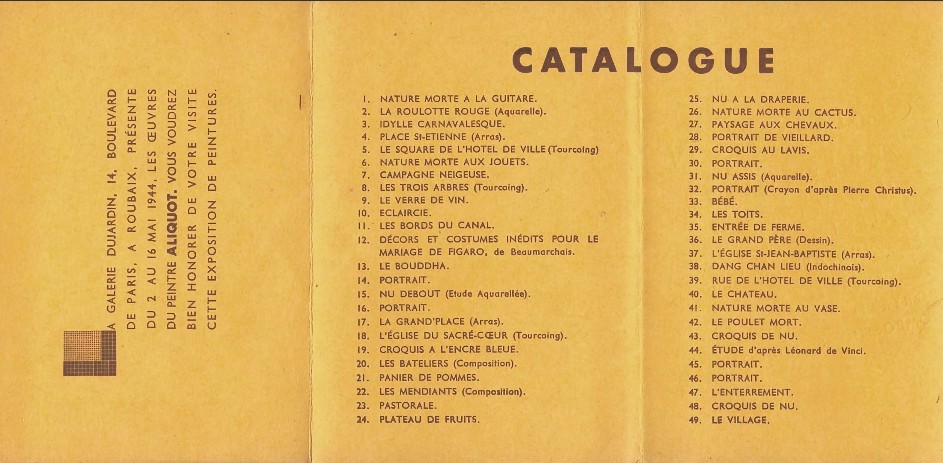 A GALERIE DUJARDIN, 14, BOULEVARD
DE PARIS, A ROUBAIX, PRÉSENTE
DU 2 AU 16 MAI 1944, LES ŒUVRES
DU PEINTRE ALIQUOT. VOUS VOUDREZ
BIEN HONORER DE VOTRE VISITE
CETTE EXPOSITION DE PEINTURES.
CATALOGUE
1. NATURE MORTE A LA GUITARE.
2. LA ROULOTTE ROUGE (Aquarelle).
3. IDYLLE CARNAVALESQUE.
4. PLACE St-ETIENNE (Arras).
5. LE SQUARE DE L'HOTEL DE VILLE (Tourcoing)
6. NATURE MORTE AUX JOUETS.
7. CAMPAGNE NEIGEUSE.
8. LES TROIS ARBRES (Tourcoing).
9. LE VERRE DE VIN.
10. ECLAIRCIE.
11. LES BORDS DU CANAL.
12. DÉCORS ET COSTUMES INÉDITS POUR LE
MARIAGE DE FIGARO, de Beaumarchais.
13. LE BOUDDHA.
14. PORTRAIT.
15. NU DEBOUT (Etude Aquarellée).
16. PORTRAIT.
17. LA GRAND'PLACE (Arras).
18. L'ÉGLISE DU SACRÉ-CŒUR (Tourcoing).
19. CROQUIS A L'ENCRE BLEUE.
20. LES BATELIERS (Composition).
21. PANIER DE POMMES.
22. LES MENDIANTS (Composition).
23. PASTORALE.
24. PLATEAU DE FRUITS.
25. NU A LA DRAPERIE.
26. NATURE MORTE AU CACTUS.
27. PAYSAGE AUX CHEVAUX.
28. PORTRAIT DE VIEILLARD.
29. CROQUIS AU LAVIS.
30. PORTRAIT.
31. NU ASSIS (Aquarelle).
32. PORTRAIT (Crayon d'après Pierre Christus).
33. BÉBÉ.
34. LES TOITS.
35. ENTRÉE DE FERME.
36. LE GRAND PÈRE (Dessin).
37. L'ÉGLISE St-JEAN-BAPTISTE (Arras).
38. DANG CHAN LIEU (Indochinois).
39. RUE DE L'HOTEL DE VILLE (Tourcoing).
40. LE CHATEAU.
41. NATURE MORTE AU VASE.
42. LE POULET MORT.
43. CROQUIS DE NU.
44. ÉTUDE d'après Léonard de Vinci.
45. PORTRAIT.
46. PORTRAIT.
47. L'ENTERREMENT.
48. CROQUIS DE NU.
49. LE VILLAGE.